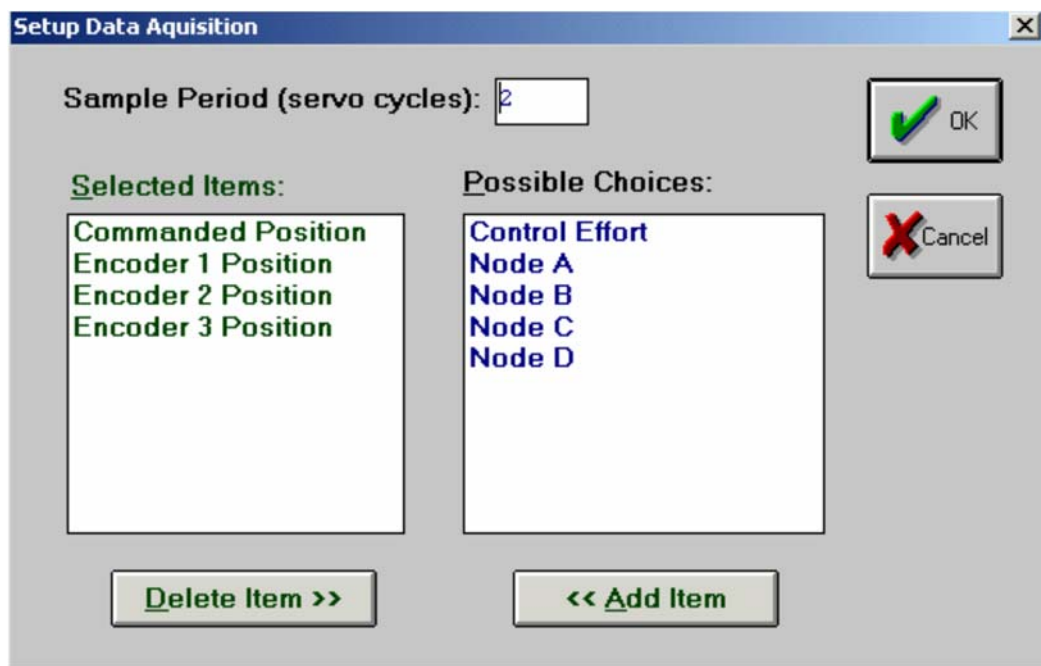 Setup Data Aquisition
Sample Period (servo cycles): 2
OK
Selected Items:
Possible Choices:
Cancel
Commanded Position
Encoder 1 Position
Encoder 2 Position
Encoder 3 Position
Control Effort
Node A
Node B
Node C
Node D
Delete Item >>
<< Add Item